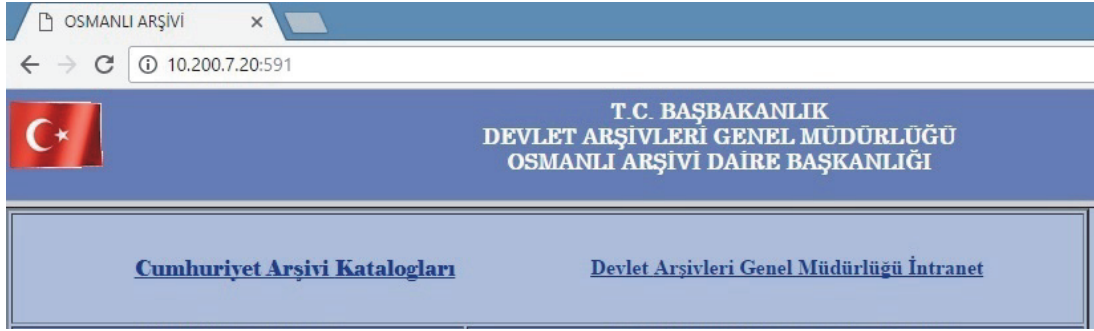 OSMANLI ARŞİVİ
10.200.7.20:591
T.C. BAŞBAKANLIK
DEVLET ARŞİVLERİ GENEL MÜDÜRLÜĞÜ
OSMANLI ARŞİVİ DAİRE BAŞKANLIĞI
Cumhuriyet Arşivi Katalogları
Devlet Arşivleri Genel Müdürlüğü İntranet